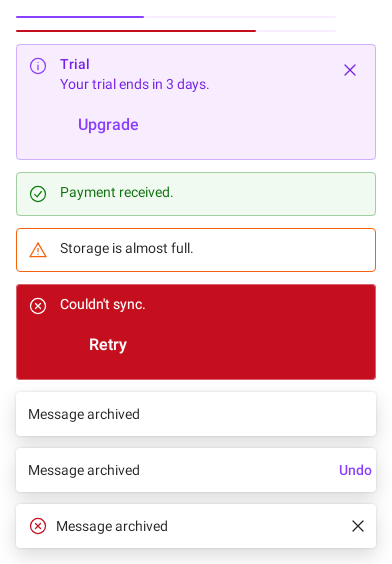 Trial
Your trial ends in 3 days.
Upgrade
Payment received.
Storage is almost full.
Couldn't sync.
Retry
Message archived
Message archived Undo
Message archived